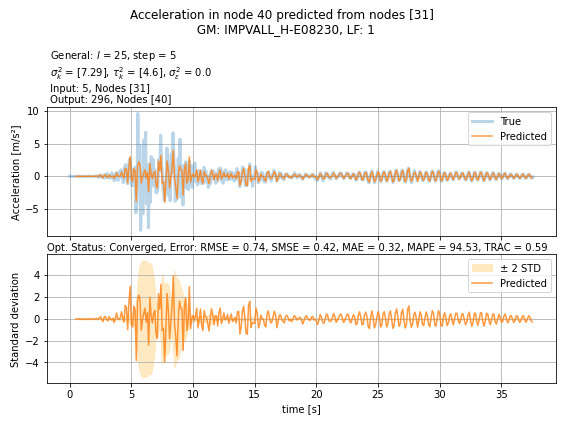 Acceleration in node 40 predicted from nodes [31]
GM: IMPVALL_H-E08230, LF: 1
General: l = 25, step = 5
σ²ₖ = [7.29], τ²ₖ = [4.6], σ²ε = 0.0
Input: 5, Nodes [31]
Output: 296, Nodes [40]
10
5
0
−5
Acceleration [m/s²]
True
Predicted
Opt. Status: Converged, Error: RMSE = 0.74, SMSE = 0.42, MAE = 0.32, MAPE = 94.53, TRAC = 0.59
4
2
0
−2
−4
Standard deviation
± 2 STD
Predicted
0 5 10 15 20 25 30 35
time [s]